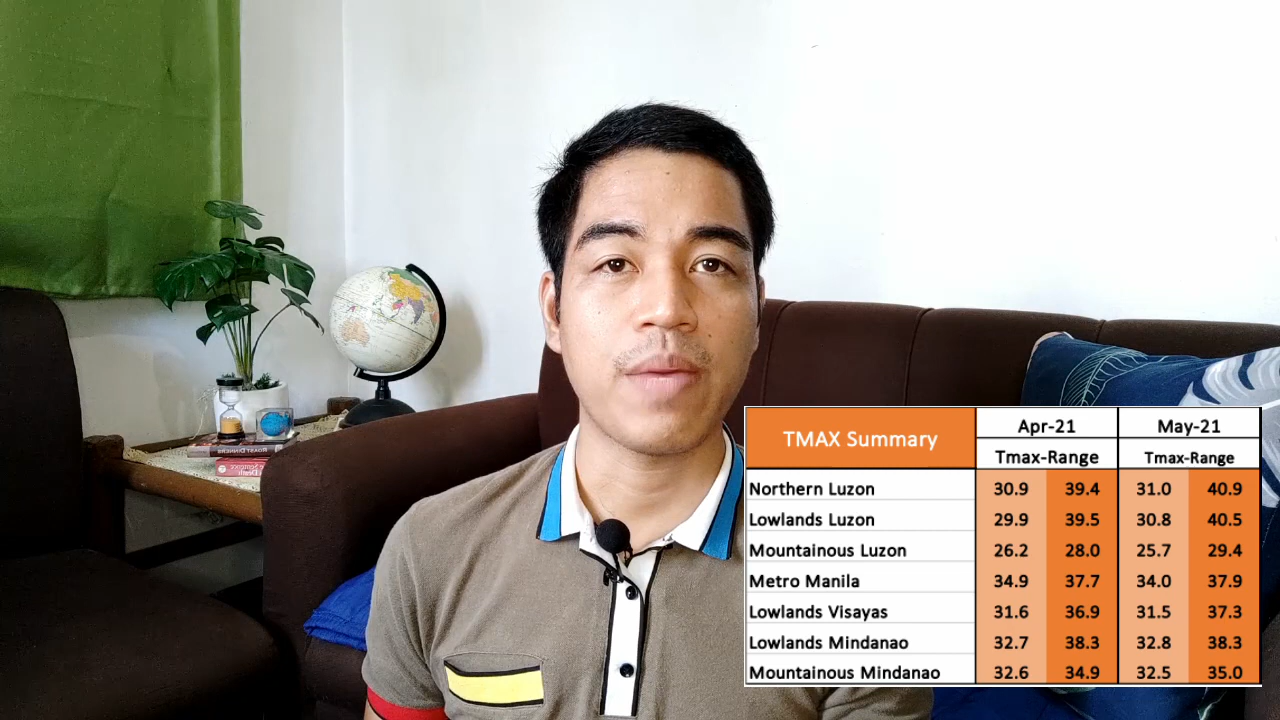 TMAX Summary Apr-21 May-21
Tmax-Range Tmax-Range
Northern Luzon 30.9 39.4 31.0 40.9
Lowlands Luzon 29.9 39.5 30.8 40.5
Mountainous Luzon 26.2 28.0 25.7 29.4
Metro Manila 34.9 37.7 34.0 37.9
Lowlands Visayas 31.6 36.9 31.5 37.3
Lowlands Mindanao 32.7 38.3 32.8 38.3
Mountainous Mindanao 32.6 34.9 32.5 35.0